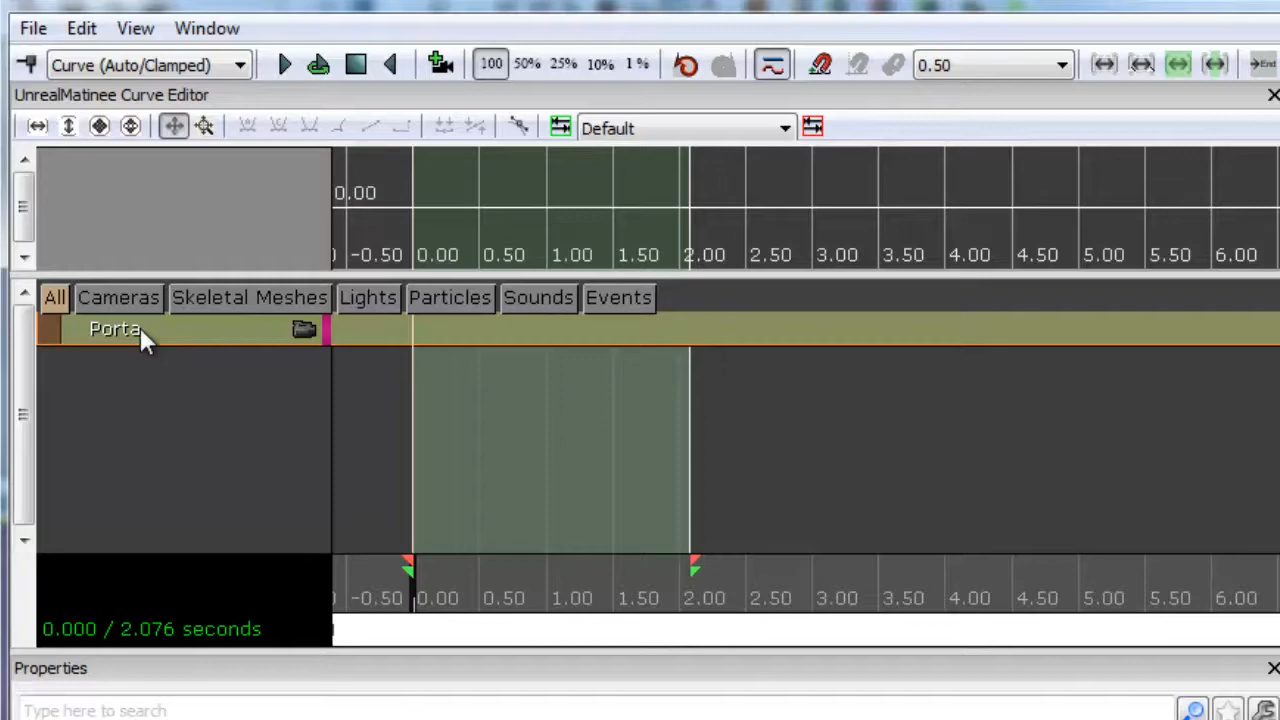 File Edit View Window
Curve (Auto/Clamped) 100 50% 25% 10% 1% 0.50 End
UnrealMatinee Curve Editor
Default
0.00
-0.50 0.00 0.50 1.00 1.50 2.00 2.50 3.00 3.50 4.00 4.50 5.00 5.50 6.00
All Cameras Skeletal Meshes Lights Particles Sounds Events
Porta
-0.50 0.00 0.50 1.00 1.50 2.00 2.50 3.00 3.50 4.00 4.50 5.00 5.50 6.00
0.000 / 2.076 seconds
Properties
Type here to search